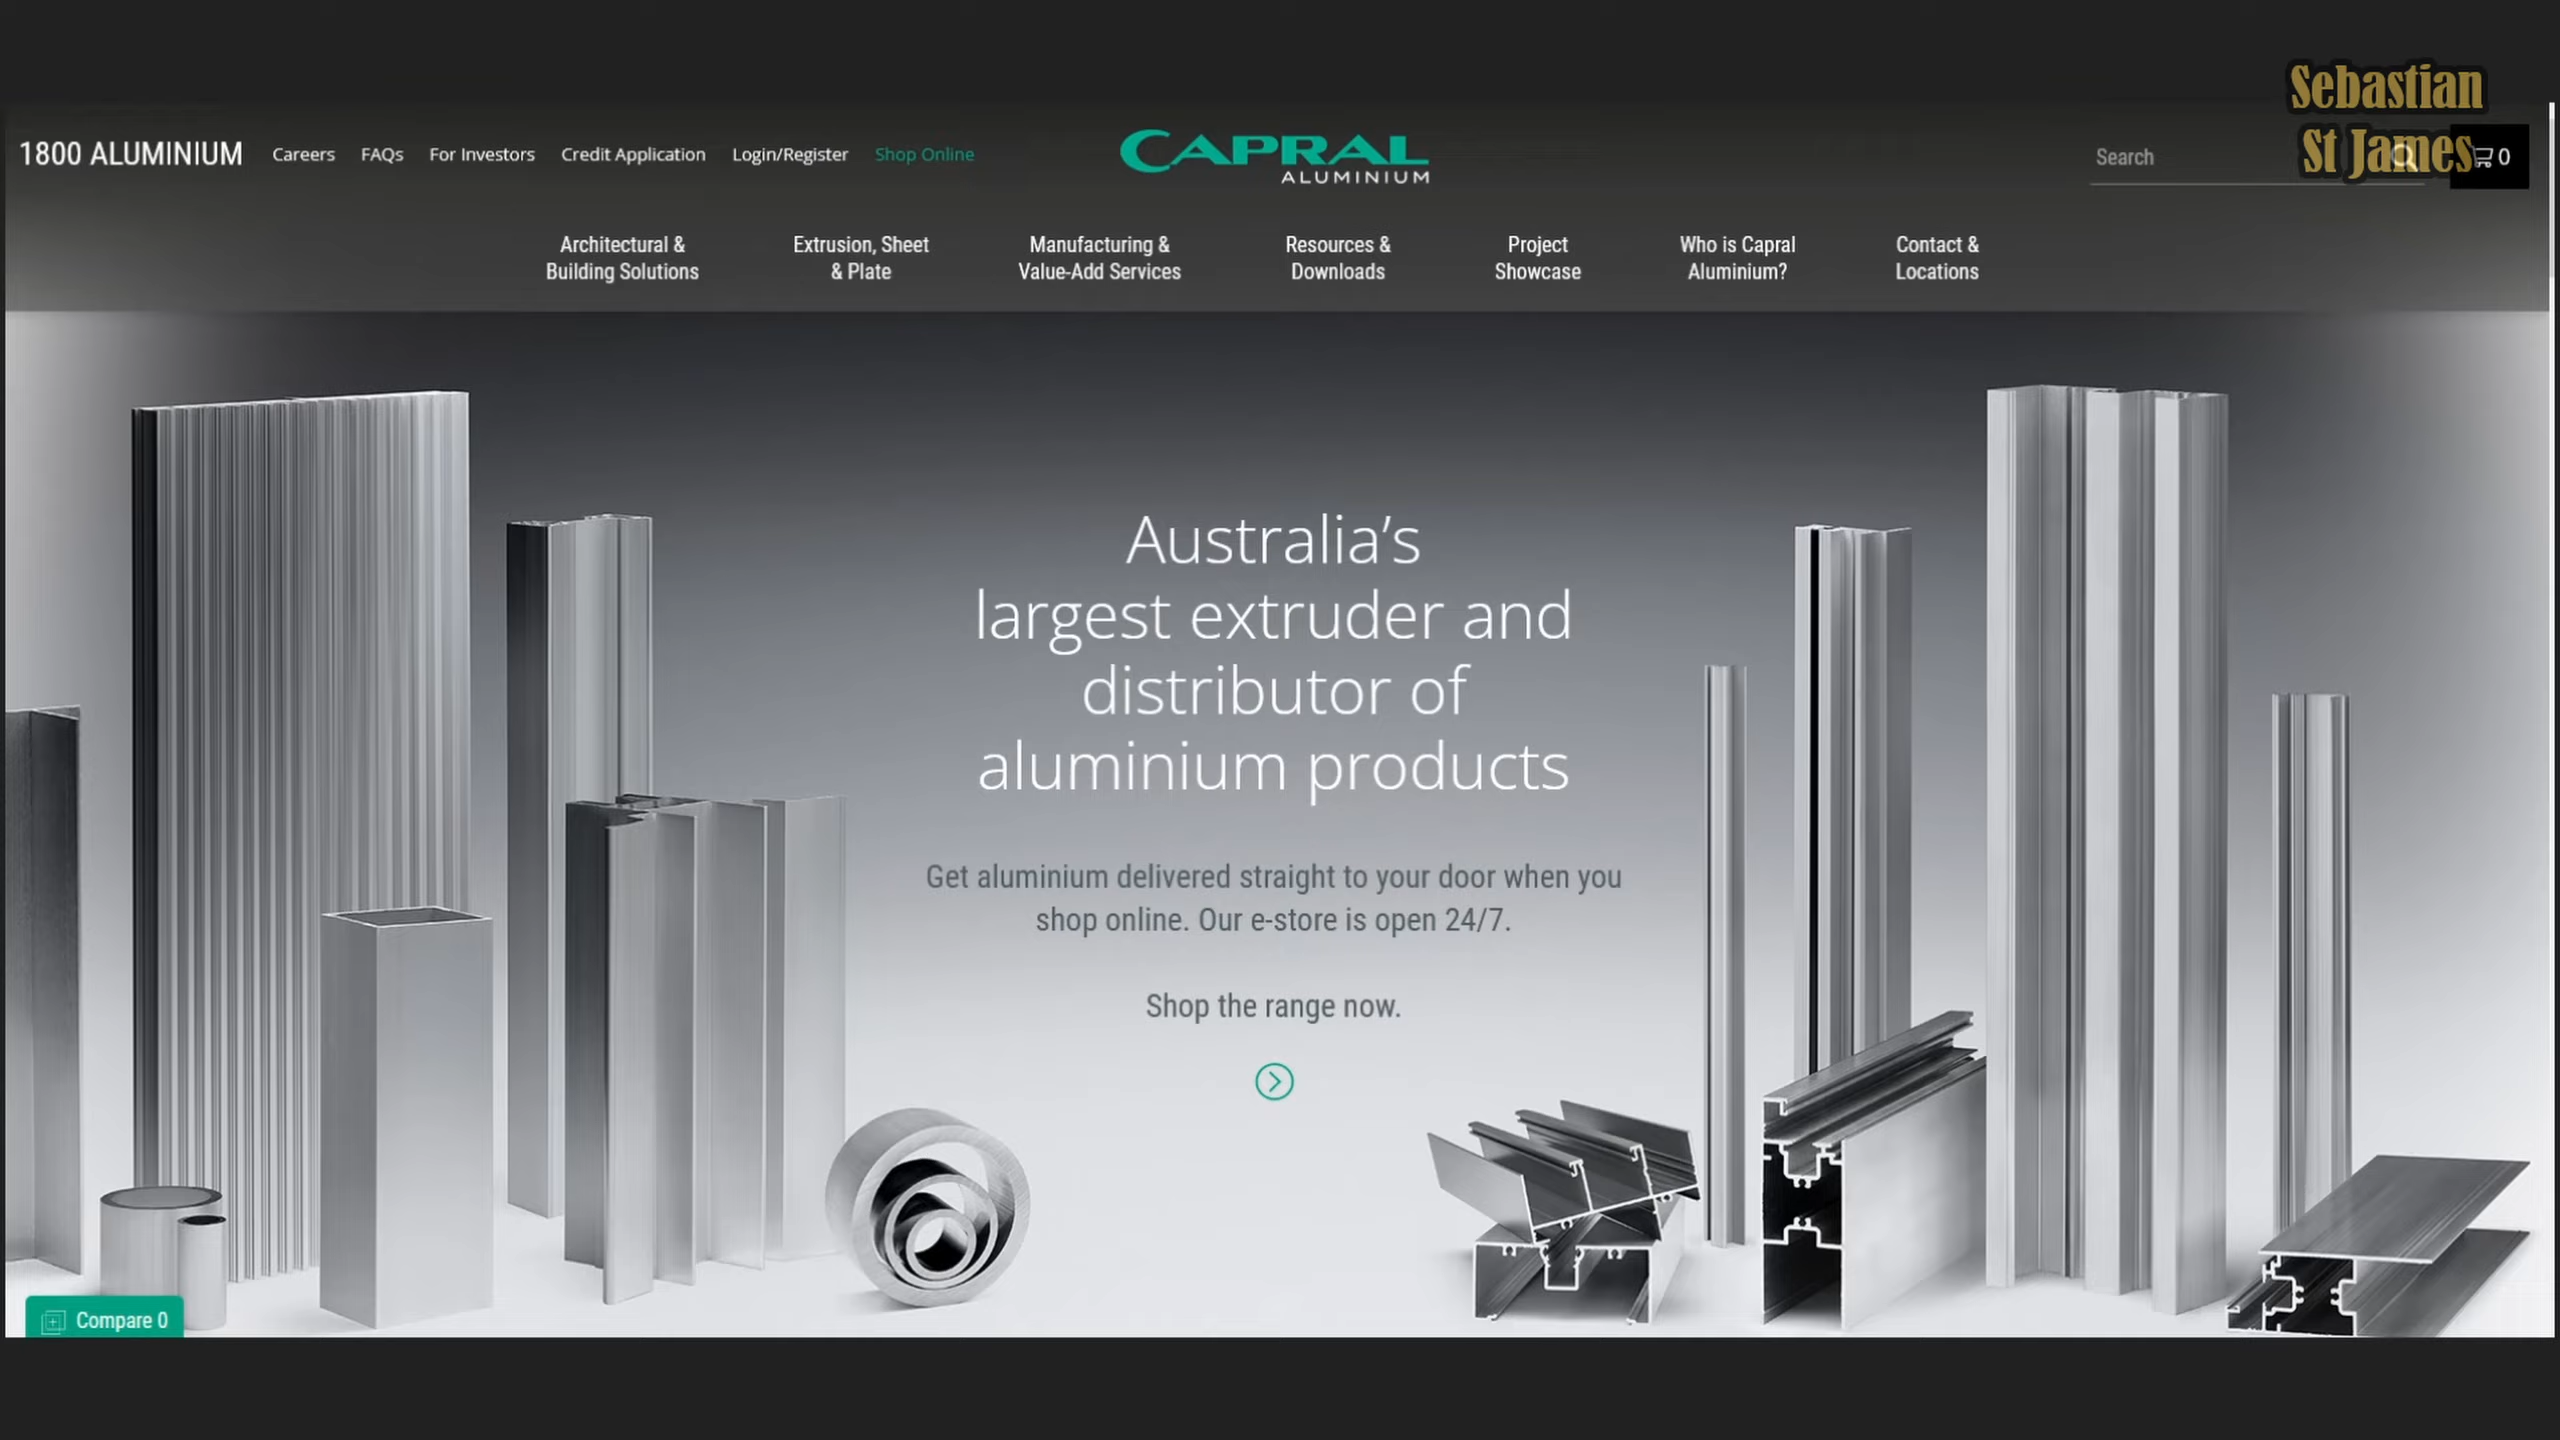 Sebastian
St James
1800 ALUMINIUM
Careers
FAQs
For Investors
Credit Application
Login/Register
Shop Online
CAPRAL
ALUMINIUM
Search
0
Architectural &
Building Solutions
Extrusion, Sheet
& Plate
Manufacturing &
Value-Add Services
Resources &
Downloads
Project
Showcase
Who is Capral
Aluminium?
Contact &
Locations
Australia’s
largest extruder and
distributor of
aluminium products
Get aluminium delivered straight to your door when you
shop online. Our e-store is open 24/7.
Shop the range now.
Compare 0